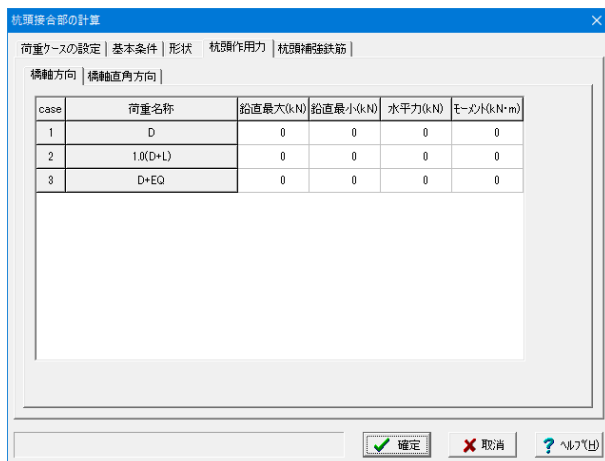 杭頭接合部の計算
荷重ケースの設定 基本条件 形状 杭頭作用力 杭頭補強鉄筋
橋軸方向 橋軸直角方向
case 荷重名称 鉛直最大(kN) 鉛直最小(kN) 水平力(kN) モーメント(kN・m)
1 D 0 0 0 0
2 1.0(D+L) 0 0 0 0
3 D+EQ 0 0 0 0
確定 取消 ? ヘルプ(H)